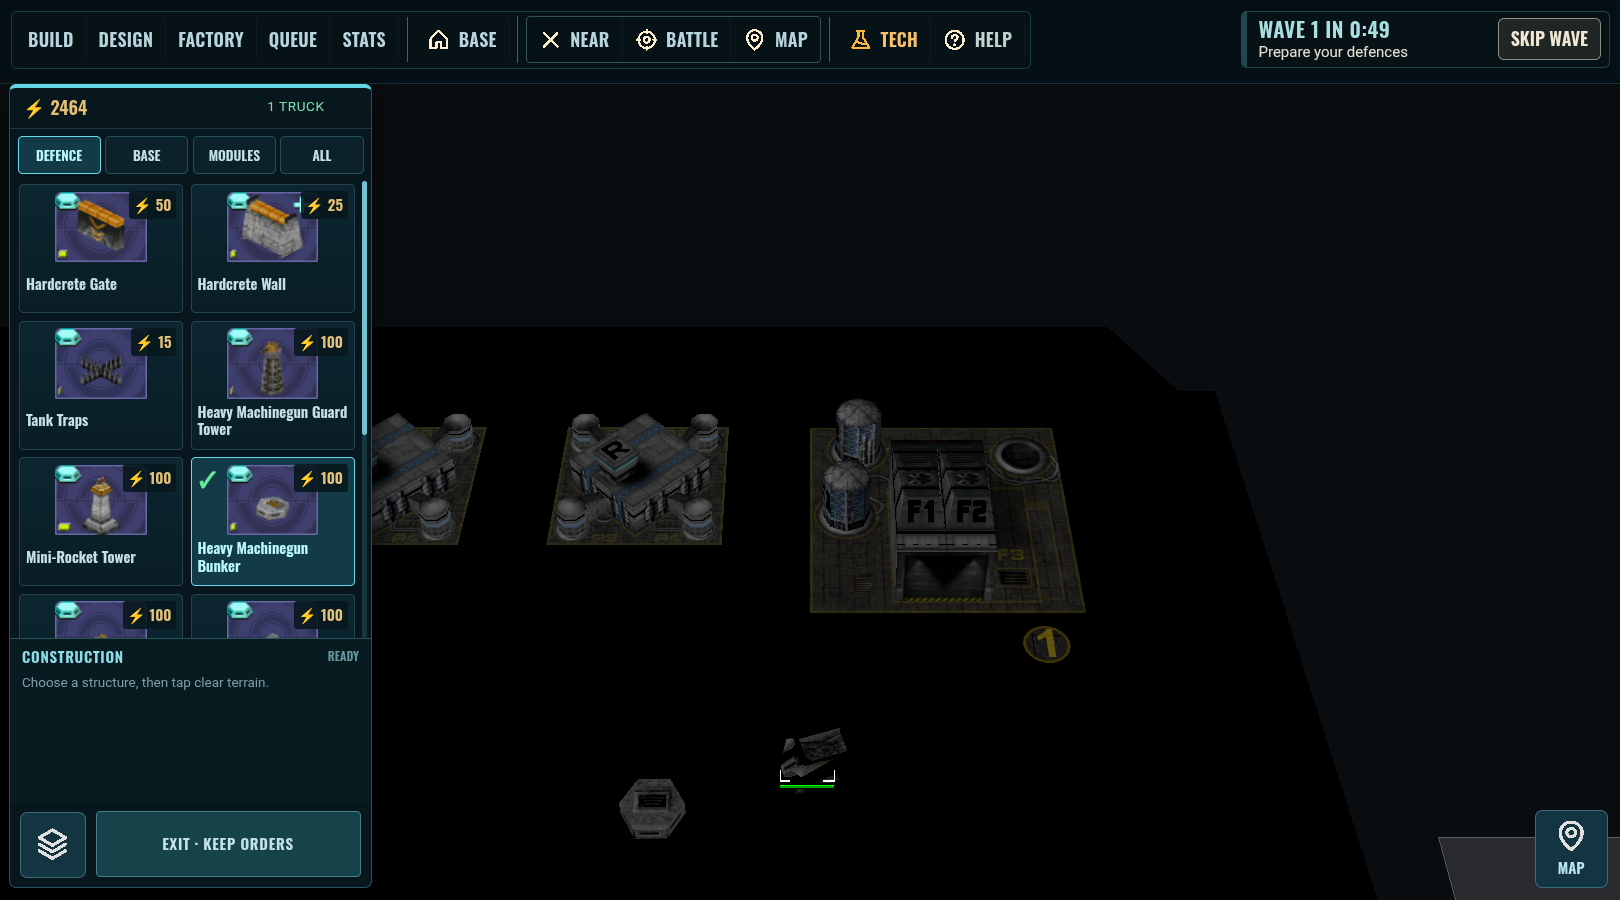 BUILD DESIGN FACTORY QUEUE STATS BASE NEAR BATTLE MAP TECH HELP
WAVE 1 IN 0:49
Prepare your defences
SKIP WAVE
2464
1 TRUCK
DEFENCE BASE MODULES ALL
50
Hardcrete Gate
25
Hardcrete Wall
15
Tank Traps
100
Heavy Machinegun Guard
Tower
100
Mini-Rocket Tower
100
Heavy Machinegun
Bunker
100
100
CONSTRUCTION
READY
Choose a structure, then tap clear terrain.
EXIT · KEEP ORDERS
R
F1 F2
F3
1
MAP